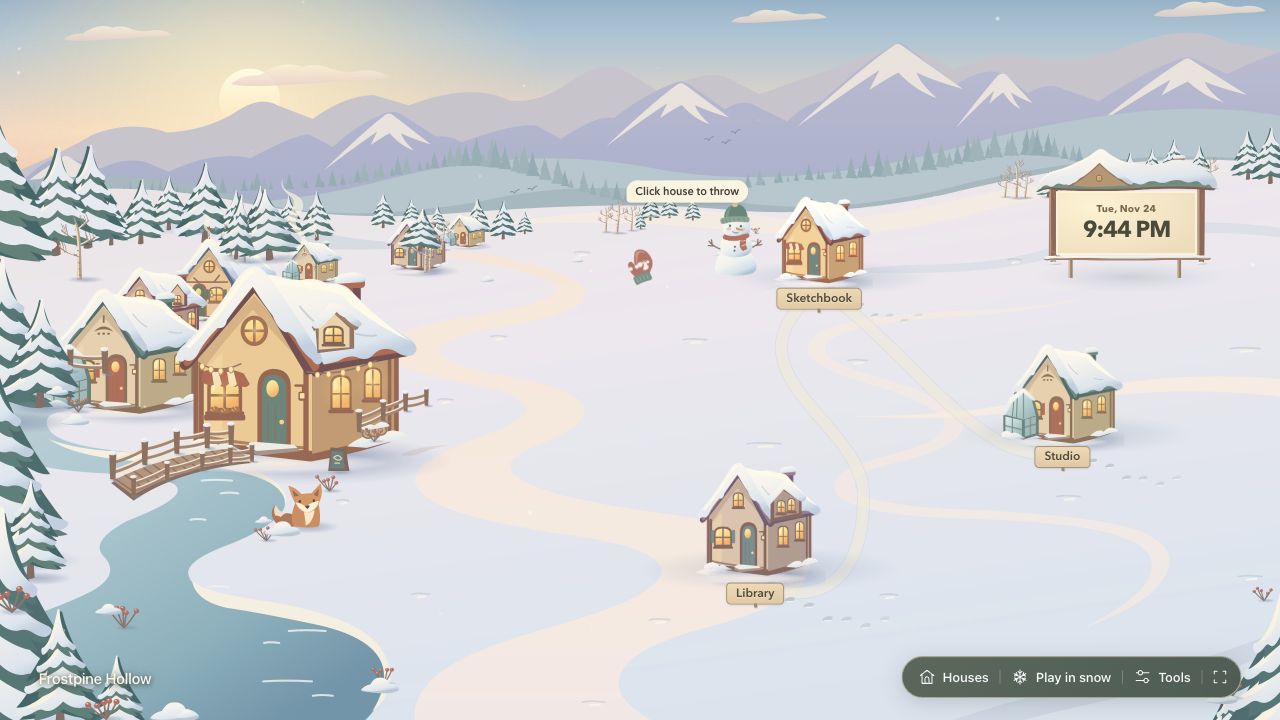 Click house to throw
Tue, Nov 24
9:44 PM
Sketchbook
Studio
Library
Frostpine Hollow
Houses
Play in snow
Tools